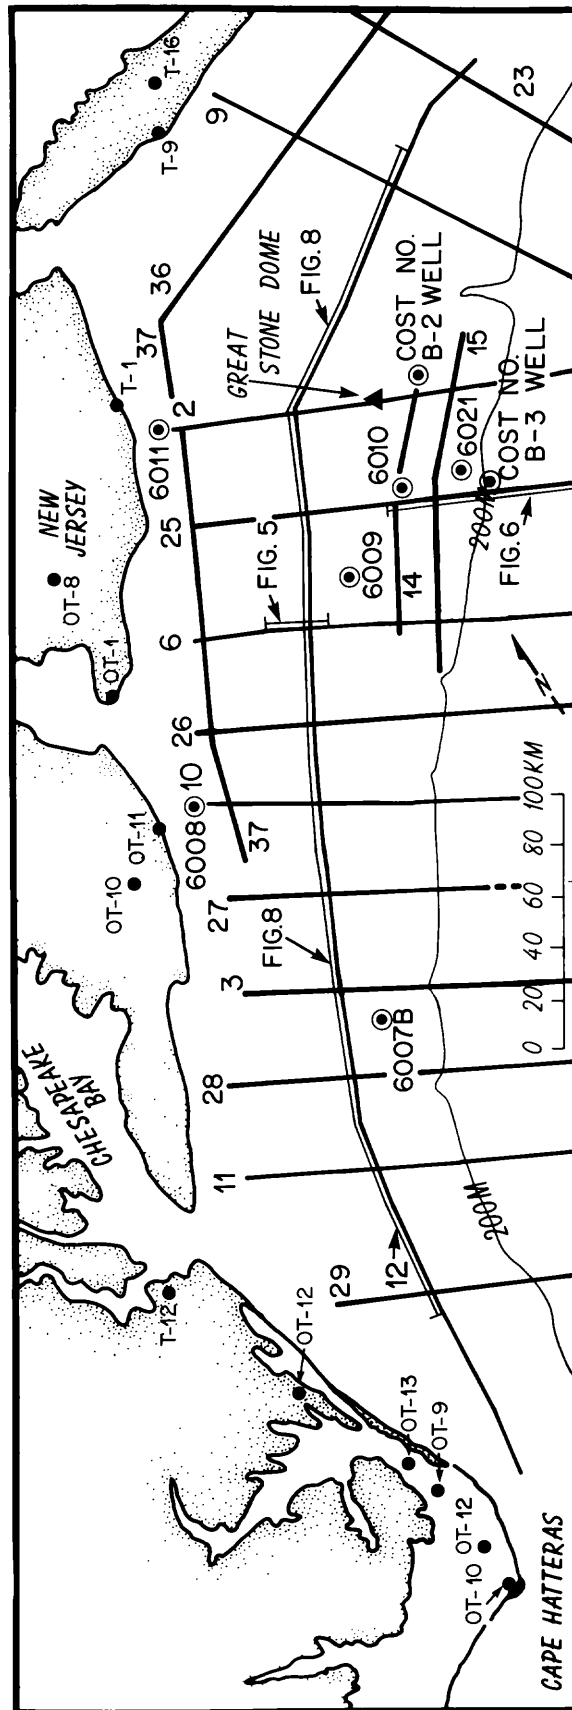 T-16
T-9
9
23
36
37
GREAT
STONE DOME
FIG. 8
COST NO.
B-2 WELL
15
T-1
2
6011
NEW
JERSEY
OT-8
OT-1
25
FIG. 5
6010
6021
COST NO.
B-3 WELL
200M
FIG. 6
6009
14
6
N
26
10
6008
37
OT-11
OT-10
27
FIG.8
3
6007B
28
0 20 40 60 80 100KM
CHESAPEAKE
BAY
11
200M
12
29
T-12
OT-12
OT-13
OT-9
OT-12
OT-10
CAPE HATTERAS